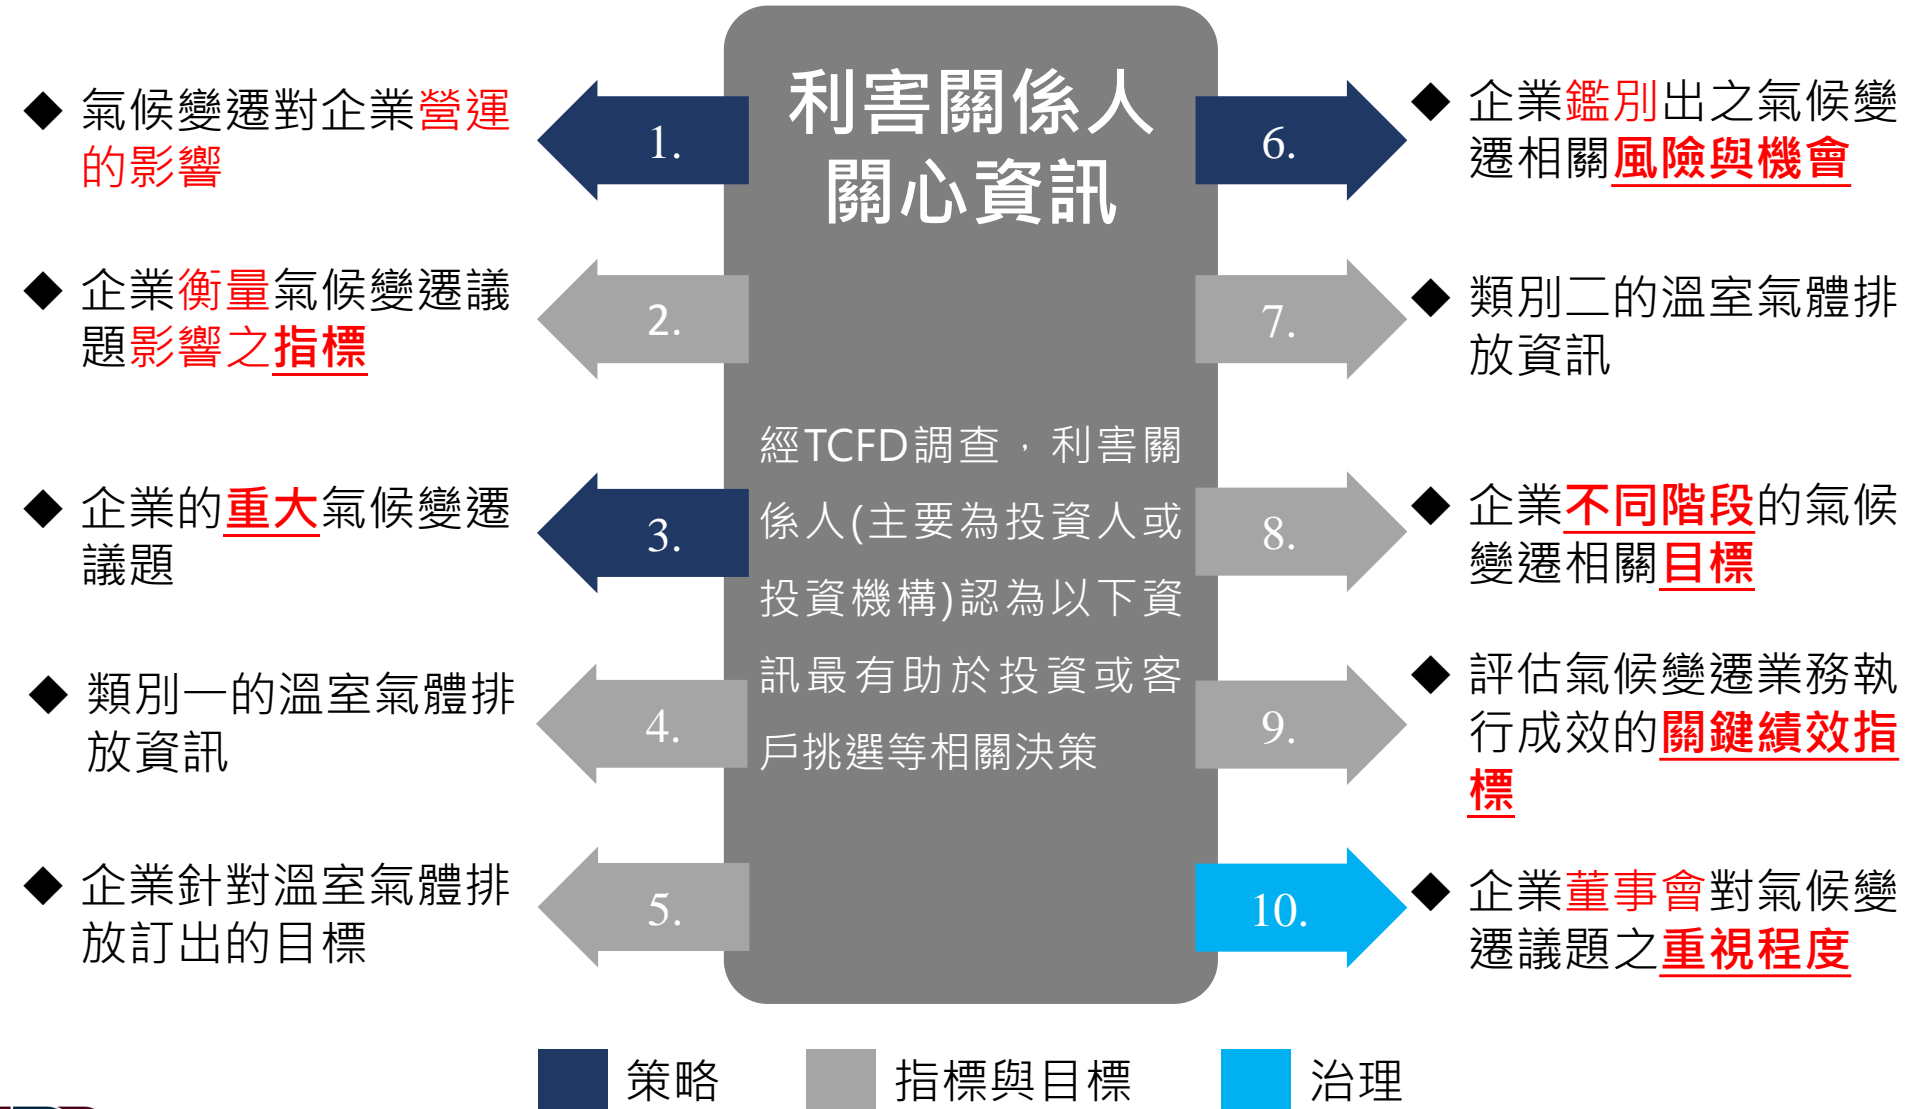 利害關係人
關心資訊
經TCFD調查，利害關
係人(主要為投資人或
投資機構)認為以下資
訊最有助於投資或客
戶挑選等相關決策
1.
◆ 氣候變遷對企業營運
的影響
2.
◆ 企業衡量氣候變遷議
題影響之指標
3.
◆ 企業的重大氣候變遷
議題
4.
◆ 類別一的溫室氣體排
放資訊
5.
◆ 企業針對溫室氣體排
放訂出的目標
6.
◆ 企業鑑別出之氣候變
遷相關風險與機會
7.
◆ 類別二的溫室氣體排
放資訊
8.
◆ 企業不同階段的氣候
變遷相關目標
9.
◆ 評估氣候變遷業務執
行成效的關鍵績效指
標
10.
◆ 企業董事會對氣候變
遷議題之重視程度
策略
指標與目標
治理